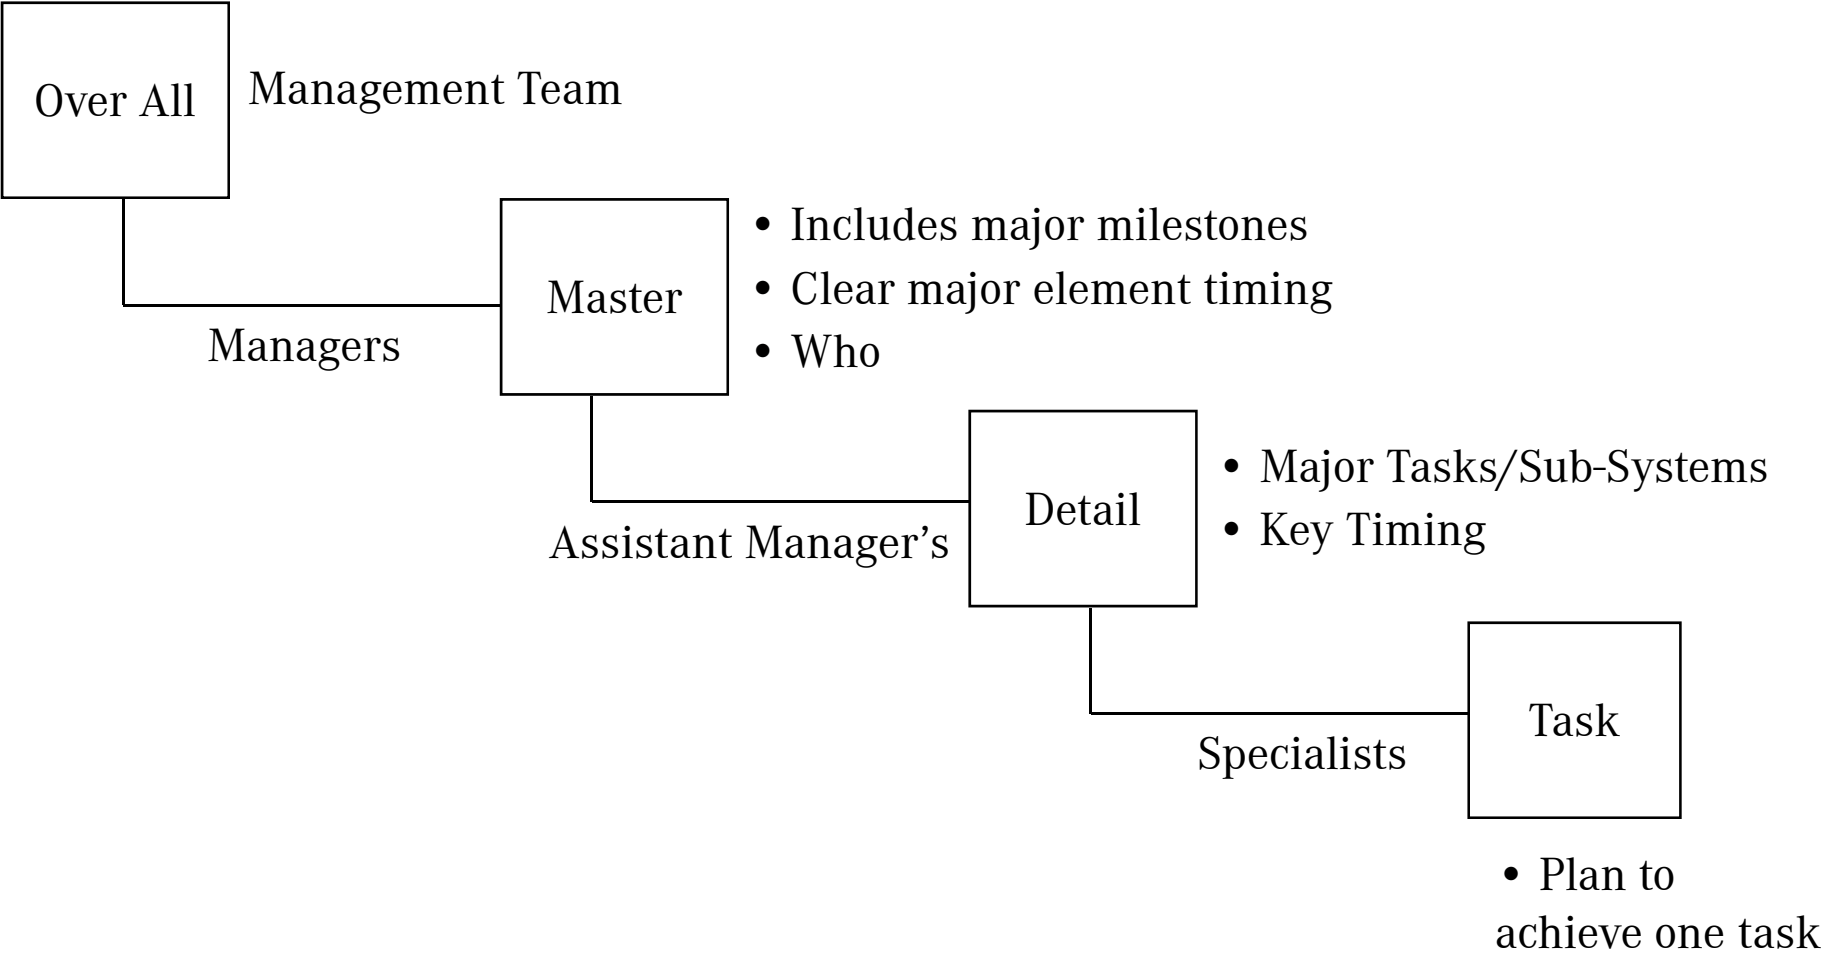 Over All
Management Team
Managers
Master
• Includes major milestones
• Clear major element timing
• Who
Assistant Manager’s
Detail
• Major Tasks/Sub-Systems
• Key Timing
Specialists
Task
• Plan to
achieve one task